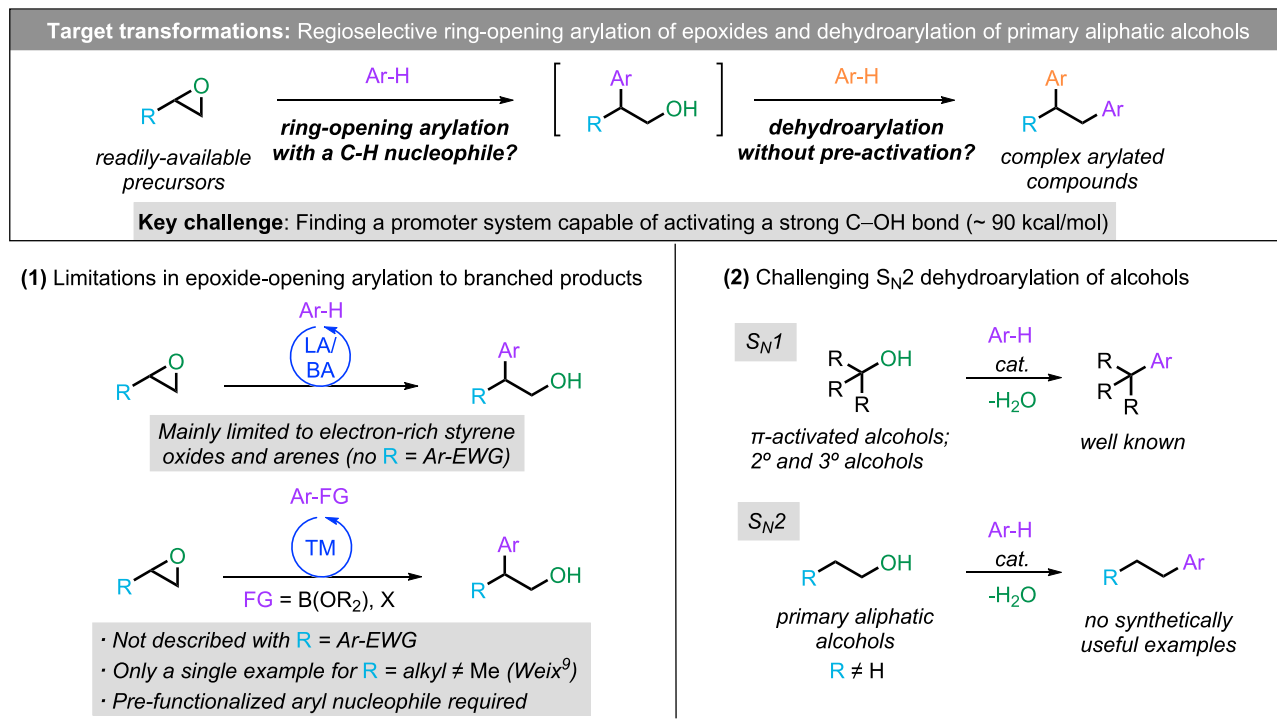 Target transformations: Regioselective ring-opening arylation of epoxides and dehydroarylation of primary aliphatic alcohols
R
O
readily-available
precursors
Ar-H
ring-opening arylation
with a C-H nucleophile?
Ar
R
OH
Ar-H
dehydroarylation
without pre-activation?
Ar
R
Ar
complex arylated
compounds
Key challenge: Finding a promoter system capable of activating a strong C–OH bond (~ 90 kcal/mol)
(1) Limitations in epoxide-opening arylation to branched products
R
O
Ar-H
LA/
BA
Ar
R
OH
Mainly limited to electron-rich styrene
oxides and arenes (no R = Ar-EWG)
R
O
Ar-FG
TM
FG = B(OR2), X
Ar
R
OH
· Not described with R = Ar-EWG
· Only a single example for R = alkyl ≠ Me (Weix9)
· Pre-functionalized aryl nucleophile required
(2) Challenging SN2 dehydroarylation of alcohols
SN1
R
OH
R
R
π-activated alcohols;
2º and 3º alcohols
Ar-H
cat.
-H2O
R
Ar
R
R
well known
SN2
R
OH
primary aliphatic
alcohols
R ≠ H
Ar-H
cat.
-H2O
R
Ar
no synthetically
useful examples